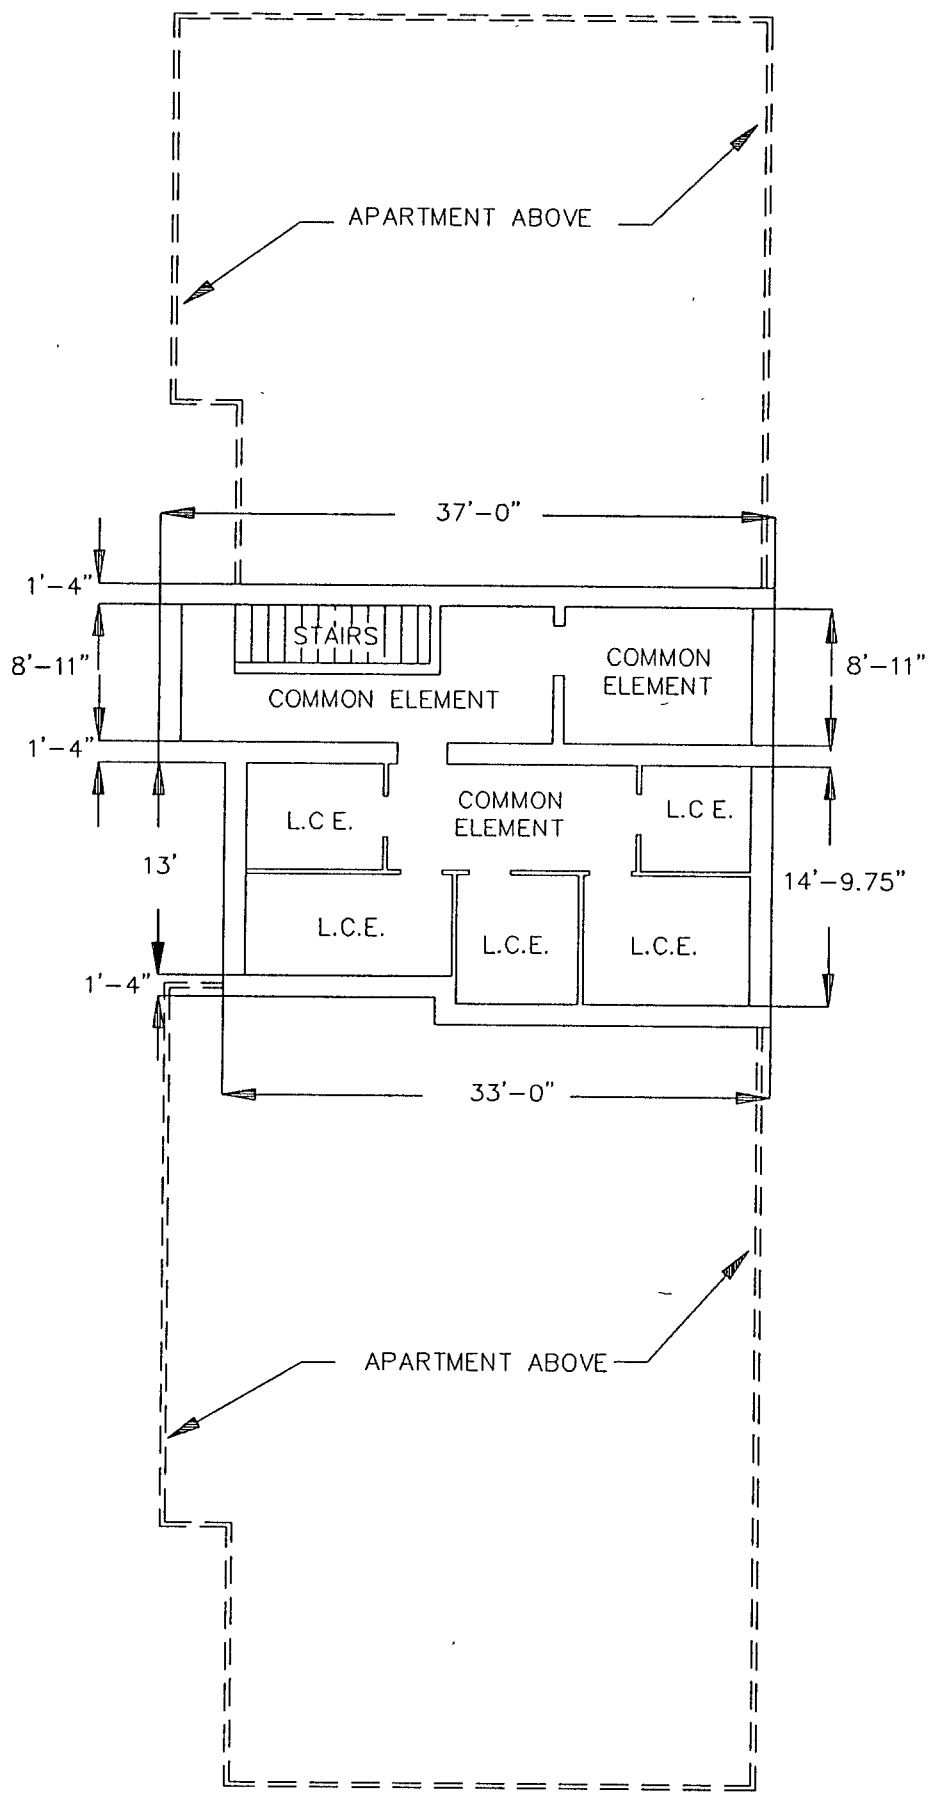 APARTMENT ABOVE
37'-0"
1'-4"
STAIRS
COMMON
ELEMENT
8'-11"
8'-11"
COMMON ELEMENT
1'-4"
COMMON
ELEMENT
L.C E.
L.C E.
13'
14'-9.75"
L.C.E.
L.C.E.
L.C.E.
1'-4"
33'-0"
APARTMENT ABOVE